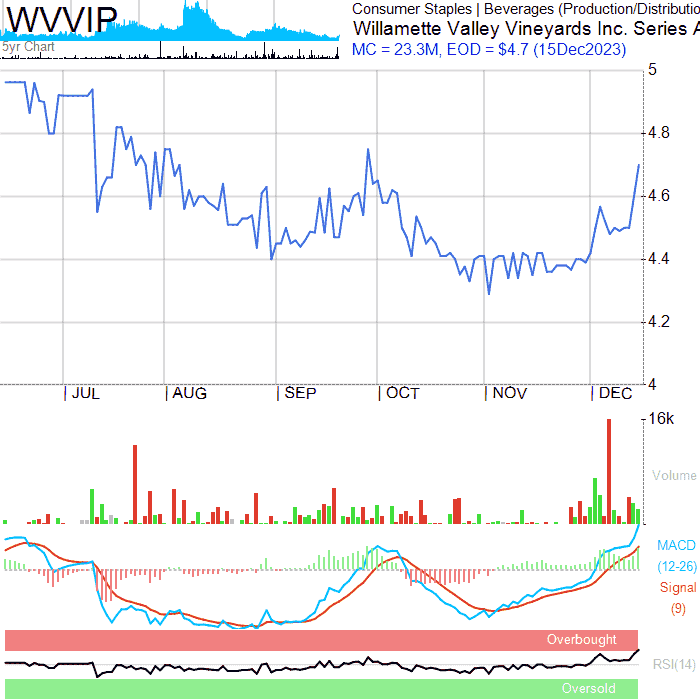 WVVIP
5yr Chart
Consumer Staples | Beverages (Production/Distributio
Willamette Valley Vineyards Inc. Series A
MC = 23.3M, EOD = $4.7 (15Dec2023)
5
4.8
4.6
4.4
4.2
4
JUL AUG SEP OCT NOV DEC
16k
Volume
MACD
(12-26)
Signal
(9)
Overbought
RSI(14)
Oversold